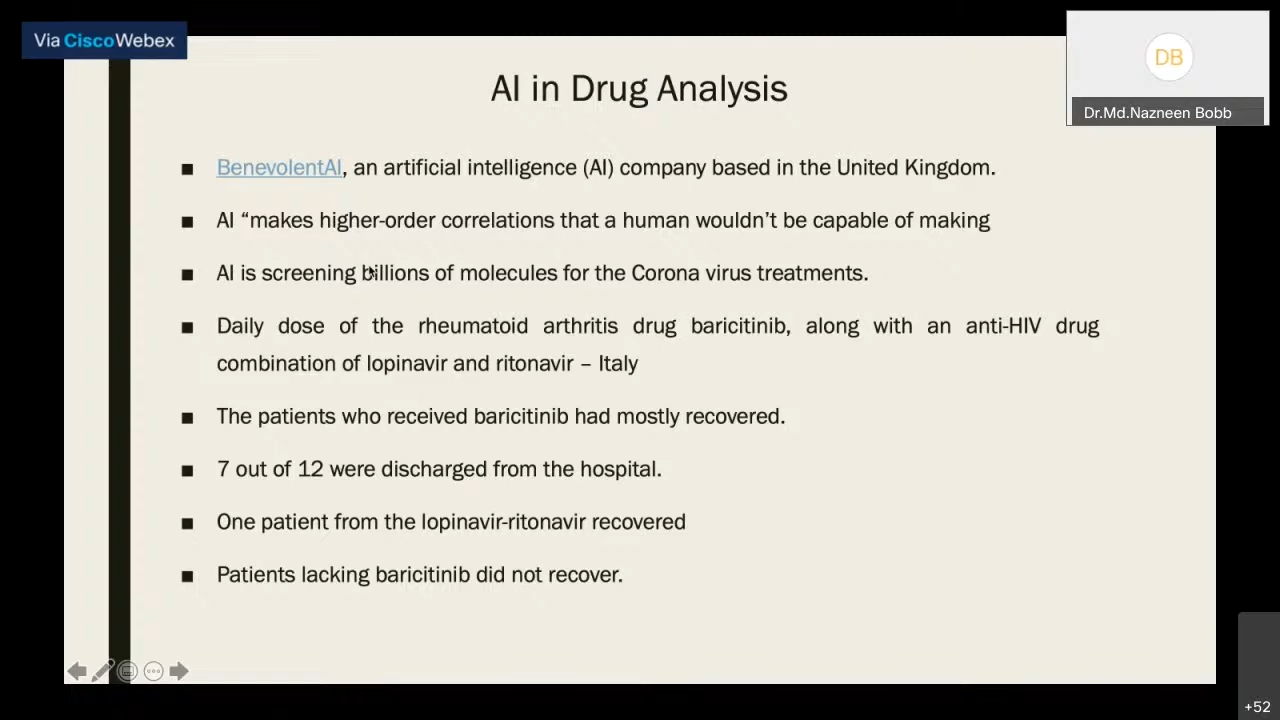 Via Cisco Webex
DB
Dr.Md.Nazneen Bobb
AI in Drug Analysis
■ BenevolentAI, an artificial intelligence (AI) company based in the United Kingdom.
■ AI “makes higher-order correlations that a human wouldn’t be capable of making
■ AI is screening billions of molecules for the Corona virus treatments.
■ Daily dose of the rheumatoid arthritis drug baricitinib, along with an anti-HIV drug
combination of lopinavir and ritonavir – Italy
■ The patients who received baricitinib had mostly recovered.
■ 7 out of 12 were discharged from the hospital.
■ One patient from the lopinavir-ritonavir recovered
■ Patients lacking baricitinib did not recover.
+52